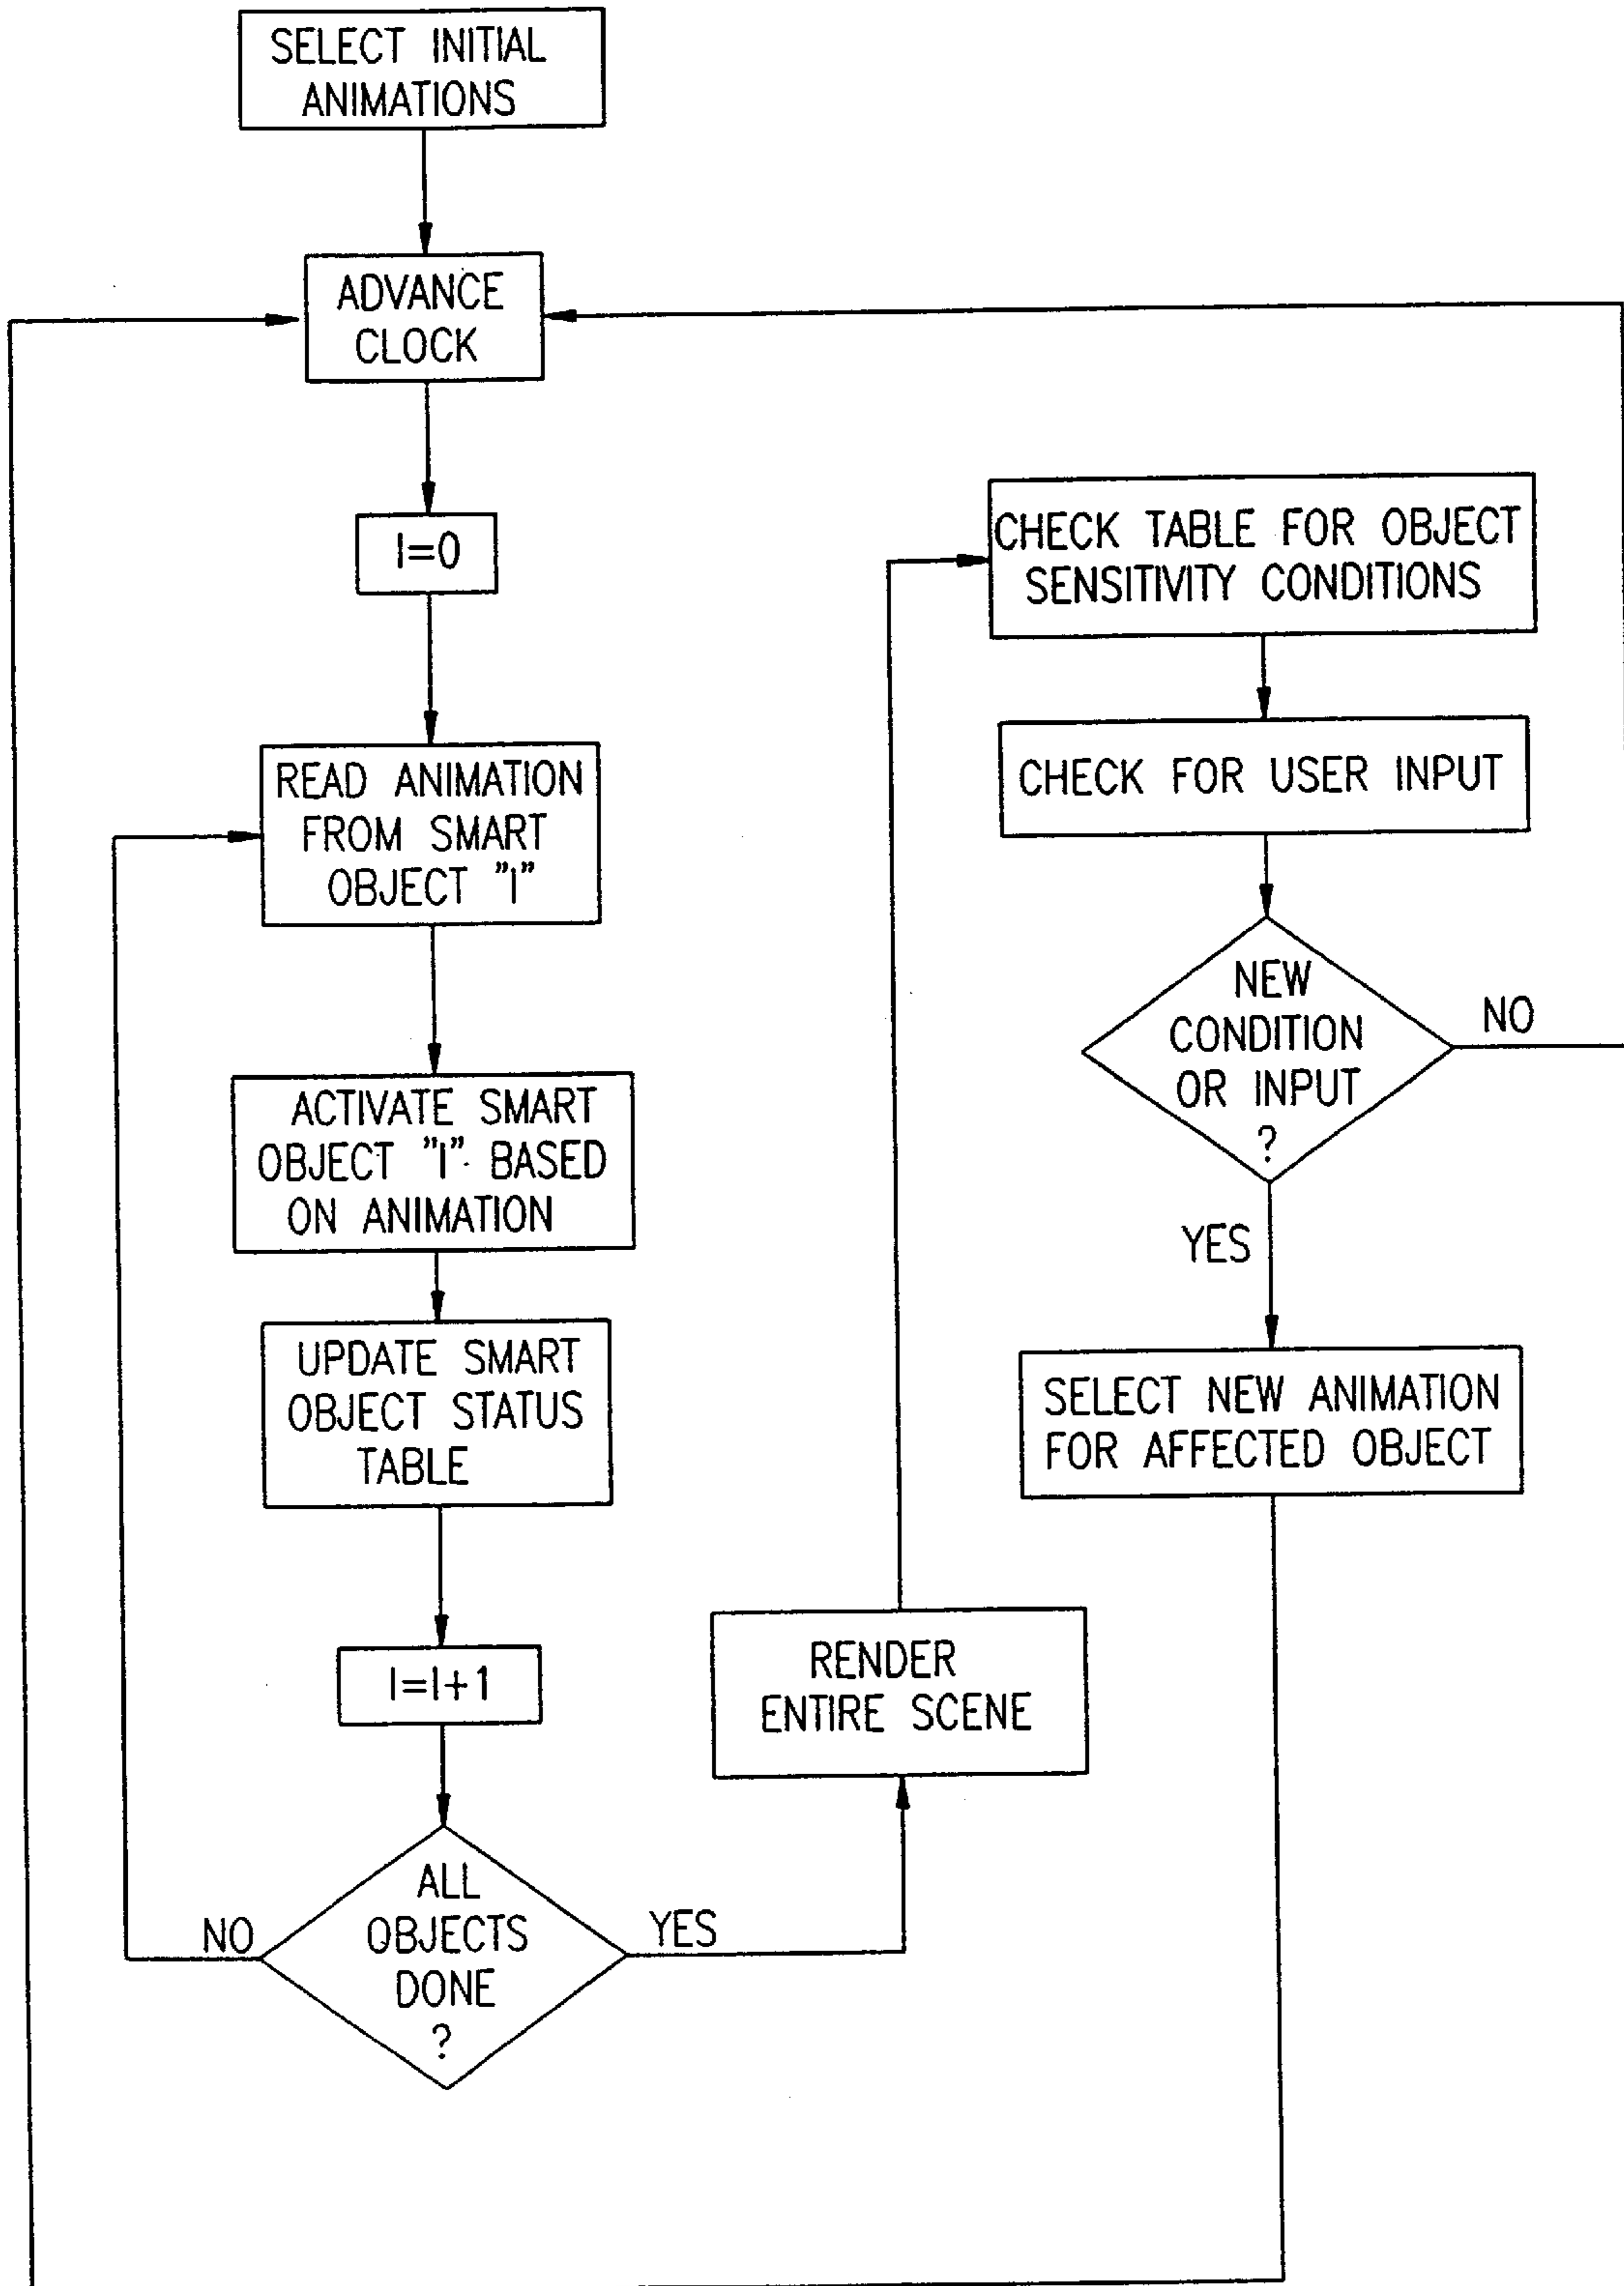 SELECT INITIAL
ANIMATIONS
ADVANCE
CLOCK
I=0
READ ANIMATION
FROM SMART
OBJECT "I"
ACTIVATE SMART
OBJECT "I" BASED
ON ANIMATION
UPDATE SMART
OBJECT STATUS
TABLE
I=I+1
ALL
OBJECTS
DONE
?
NO
YES
RENDER
ENTIRE SCENE
CHECK TABLE FOR OBJECT
SENSITIVITY CONDITIONS
CHECK FOR USER INPUT
NEW
CONDITION
OR INPUT
?
NO
YES
SELECT NEW ANIMATION
FOR AFFECTED OBJECT